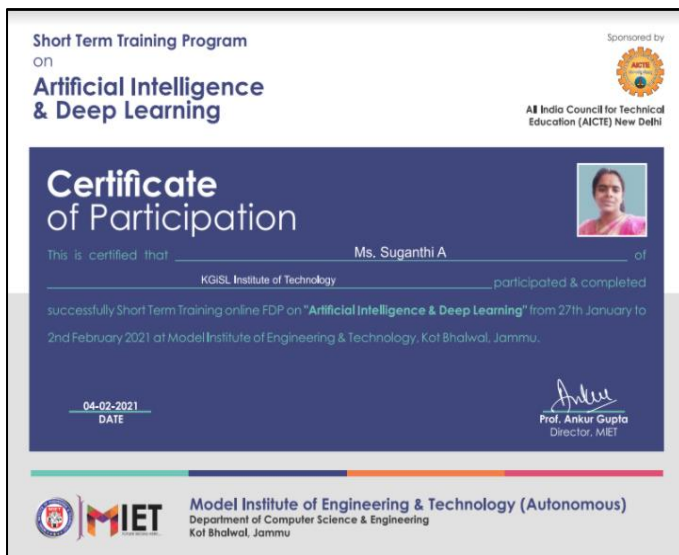 Short Term Training Program
on
Artificial Intelligence
& Deep Learning
Sponsored by
AICTE
All India Council for Technical
Education (AICTE) New Delhi
Certificate
of Participation
This is certified that Ms. Suganthi A of
KGiSL Institute of Technology participated & completed
successfully Short Term Training online FDP on "Artificial Intelligence & Deep Learning" from 27th January to
2nd February 2021 at Model Institute of Engineering & Technology, Kot Bhalwal, Jammu.
04-02-2021
DATE
Ankur
Prof. Ankur Gupta
Director, MIET
MIET
Model Institute of Engineering & Technology (Autonomous)
Department of Computer Science & Engineering
Kot Bhalwal, Jammu